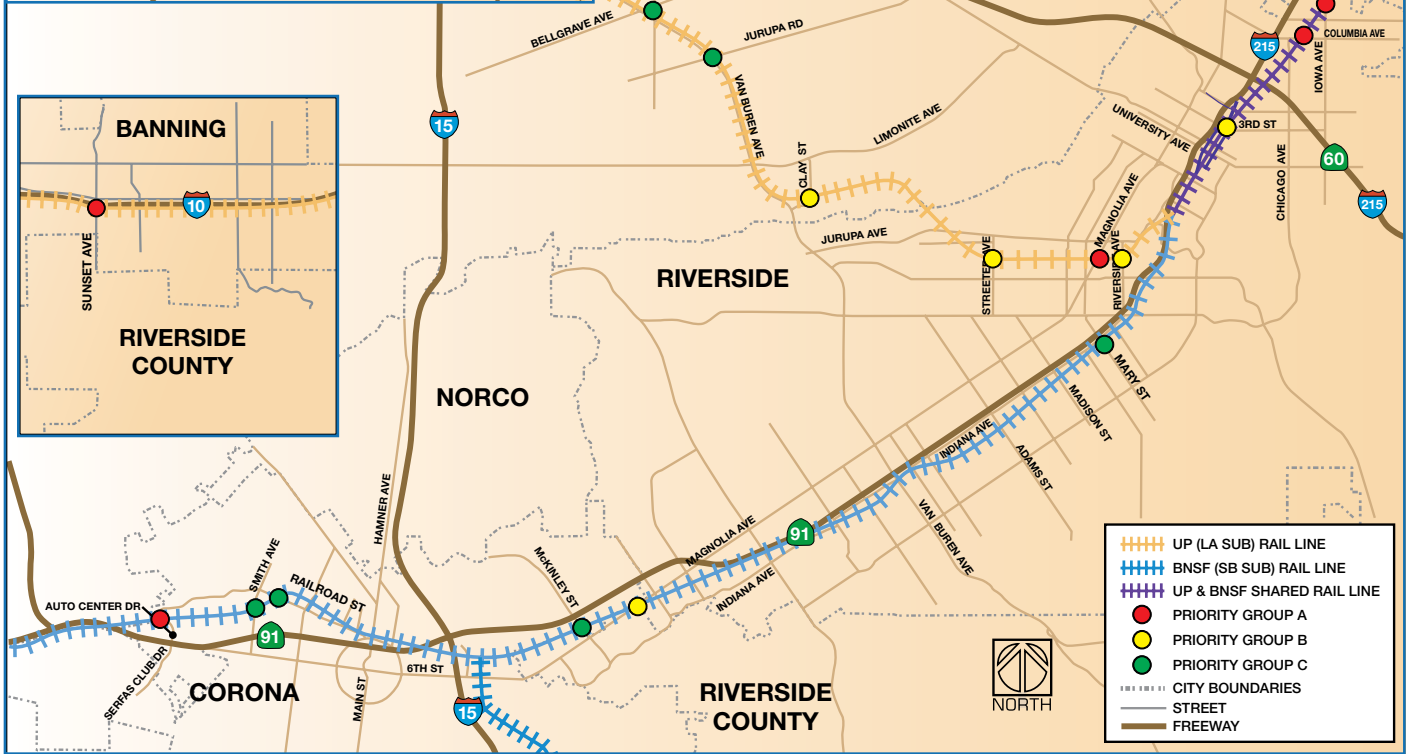 BELLGRAVE AVE
JURUPA RD
215
COLUMBIA AVE
IOWA AVE
VAN BUREN AVE
15
LIMONITE AVE
UNIVERSITY AVE
3RD ST
60
CHICAGO AVE
215
BANNING
10
SUNSET AVE
RIVERSIDE
COUNTY
CLAY ST
MAGNOLIA AVE
JURUPA AVE
STREETER AVE
RIVERSIDE AVE
RIVERSIDE
NORCO
MARY ST
MADISON ST
INDIANA AVE
ADAMS ST
VAN BUREN AVE
91
MAGNOLIA AVE
INDIANA AVE
HAMNER AVE
McKINLEY ST
SMITH AVE
RAILROAD ST
AUTO CENTER DR
91
SERFAS CLUB DR
6TH ST
CORONA
MAIN ST
15
RIVERSIDE
COUNTY
NORTH
UP (LA SUB) RAIL LINE
BNSF (SB SUB) RAIL LINE
UP & BNSF SHARED RAIL LINE
PRIORITY GROUP A
PRIORITY GROUP B
PRIORITY GROUP C
CITY BOUNDARIES
STREET
FREEWAY